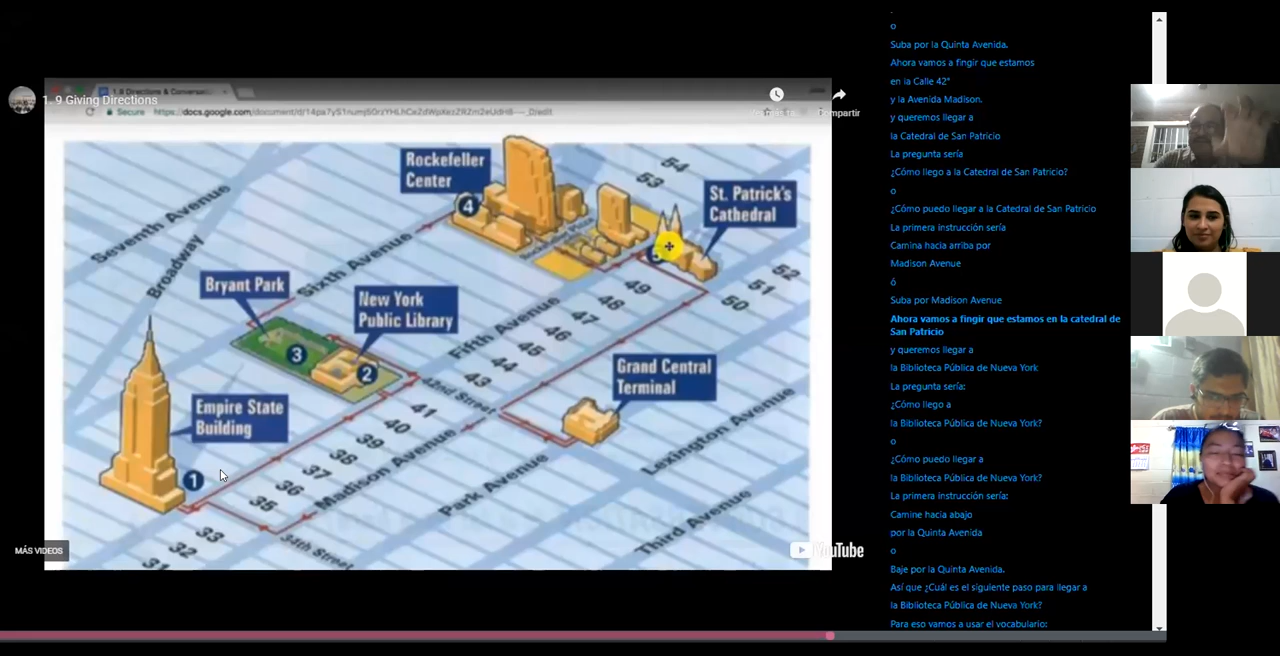 1. 9 Giving Directions
1.9 Directions & Conversati
Secure
docs.google.com
Compartir
Rockefeller
Center
4
54
53
St. Patrick's
Cathedral
Seventh Avenue
Broadway
Sixth Avenue
52
51
50
49
48
47
46
45
44
43
42nd Street
Fifth Avenue
Bryant Park
New York
Public Library
3
2
Grand Central
Terminal
Empire State
Building
1
41
40
39
38
37
36
35
34th Street
33
32
31
Madison Avenue
Park Avenue
Lexington Avenue
Third Avenue
MÁS VIDEOS
YouTube
o
Suba por la Quinta Avenida.
Ahora vamos a fingir que estamos
en la Calle 42°
y la Avenida Madison.
y queremos llegar a
la Catedral de San Patricio
La pregunta sería
¿Cómo llego a la Catedral de San Patricio?
o
¿Cómo puedo llegar a la Catedral de San Patricio
La primera instrucción sería
Camina hacia arriba por
Madison Avenue
ó
Suba por Madison Avenue
Ahora vamos a fingir que estamos en la catedral de
San Patricio
y queremos llegar a
la Biblioteca Pública de Nueva York
La pregunta sería:
¿Cómo llego a
la Biblioteca Pública de Nueva York?
o
¿Cómo puedo llegar a
la Biblioteca Pública de Nueva York?
La primera instrucción sería:
Camine hacia abajo
por la Quinta Avenida
o
Baje por la Quinta Avenida.
Así que ¿Cuál es el siguiente paso para llegar a
la Biblioteca Pública de Nueva York?
Para eso vamos a usar el vocabulario: